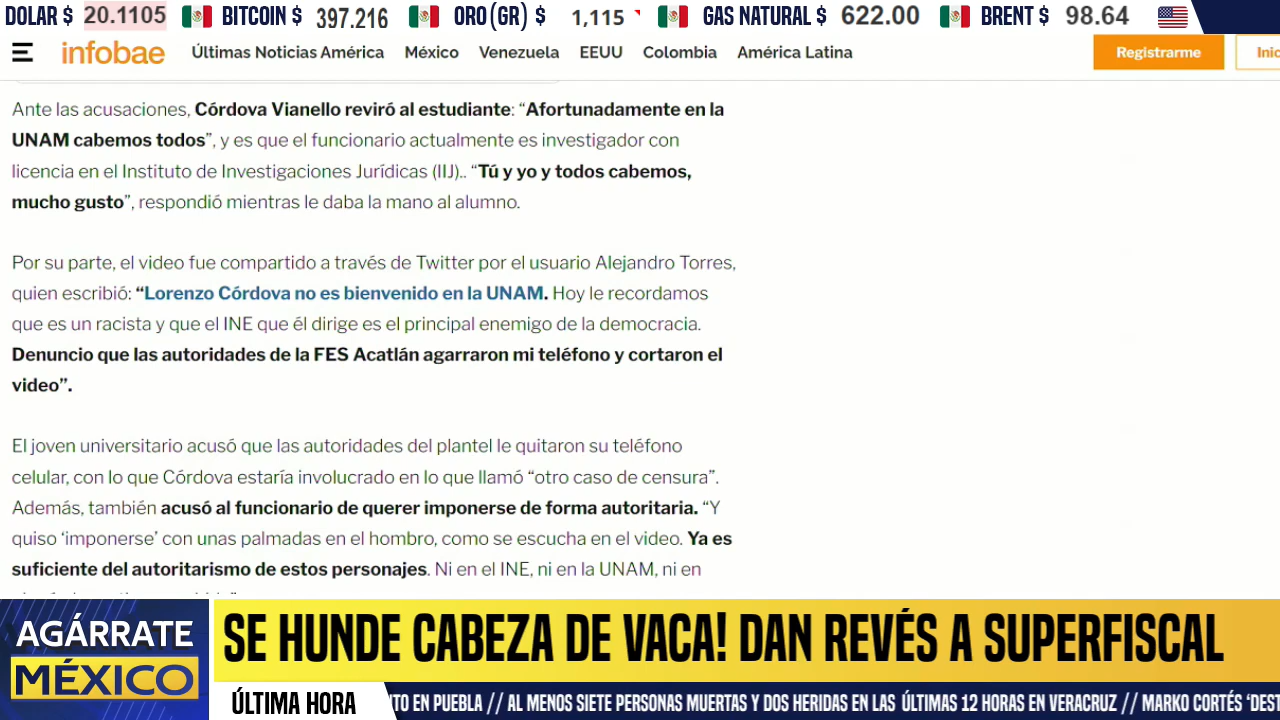 DOLAR $ 20.1105 BITCOIN $ 397.216 ORO(GR) $ 1,115 GAS NATURAL $ 622.00 BRENT $ 98.64
infobae Últimas Noticias América México Venezuela EEUU Colombia América Latina Registrarme Inic
Ante las acusaciones, Córdova Vianello reviró al estudiante: “Afortunadamente en la
UNAM cabemos todos”, y es que el funcionario actualmente es investigador con
licencia en el Instituto de Investigaciones Jurídicas (IIJ).. “Tú y yo y todos cabemos,
mucho gusto”, respondió mientras le daba la mano al alumno.
Por su parte, el video fue compartido a través de Twitter por el usuario Alejandro Torres,
quien escribió: “Lorenzo Córdova no es bienvenido en la UNAM. Hoy le recordamos
que es un racista y que el INE que él dirige es el principal enemigo de la democracia.
Denuncio que las autoridades de la FES Acatlán agarraron mi teléfono y cortaron el
video”.
El joven universitario acusó que las autoridades del plantel le quitaron su teléfono
celular, con lo que Córdova estaría involucrado en lo que llamó “otro caso de censura”.
Además, también acusó al funcionario de querer imponerse de forma autoritaria. “Y
quiso ‘imponerse’ con unas palmadas en el hombro, como se escucha en el video. Ya es
suficiente del autoritarismo de estos personajes. Ni en el INE, ni en la UNAM, ni en
AGÁRRATE
MÉXICO
SE HUNDE CABEZA DE VACA! DAN REVÉS A SUPERFISCAL
ÚLTIMA HORA TO EN PUEBLA // AL MENOS SIETE PERSONAS MUERTAS Y DOS HERIDAS EN LAS ÚLTIMAS 12 HORAS EN VERACRUZ // MARKO CORTÉS ‘DEST